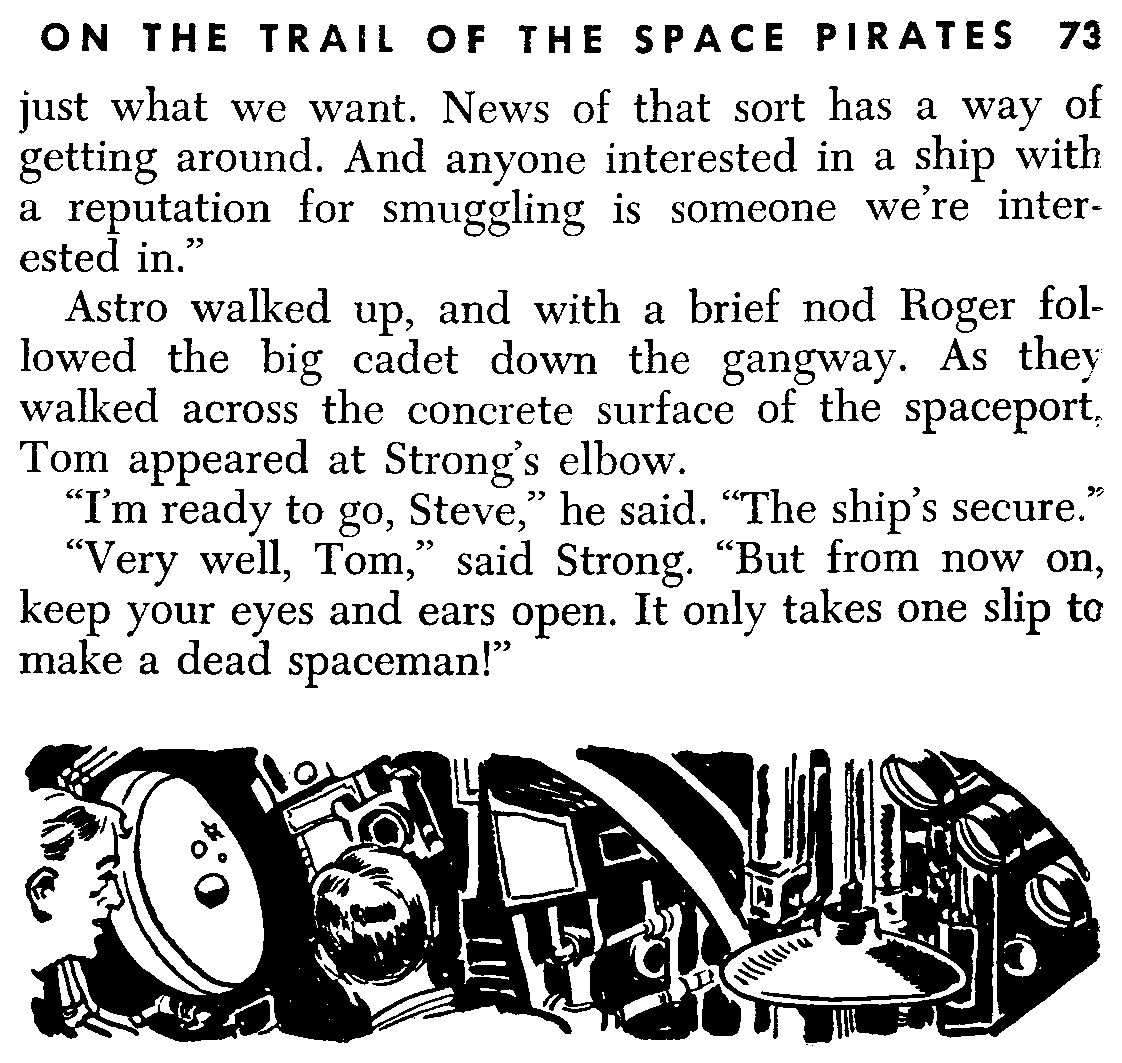 ON THE TRAIL OF THE SPACE PIRATES 73
just what we want. News of that sort has a way of
getting around. And anyone interested in a ship with
a reputation for smuggling is someone we're inter-
ested in.”
Astro walked up, and with a brief nod Roger fol-
lowed the big cadet down the gangway. As they
walked across the concrete surface of the spaceport,
Tom appeared at Strong's elbow.
“I'm ready to go, Steve,” he said. “The ship's secure.”
“Very well, Tom,” said Strong. “But from now on,
keep your eyes and ears open. It only takes one slip to
make a dead spaceman!”